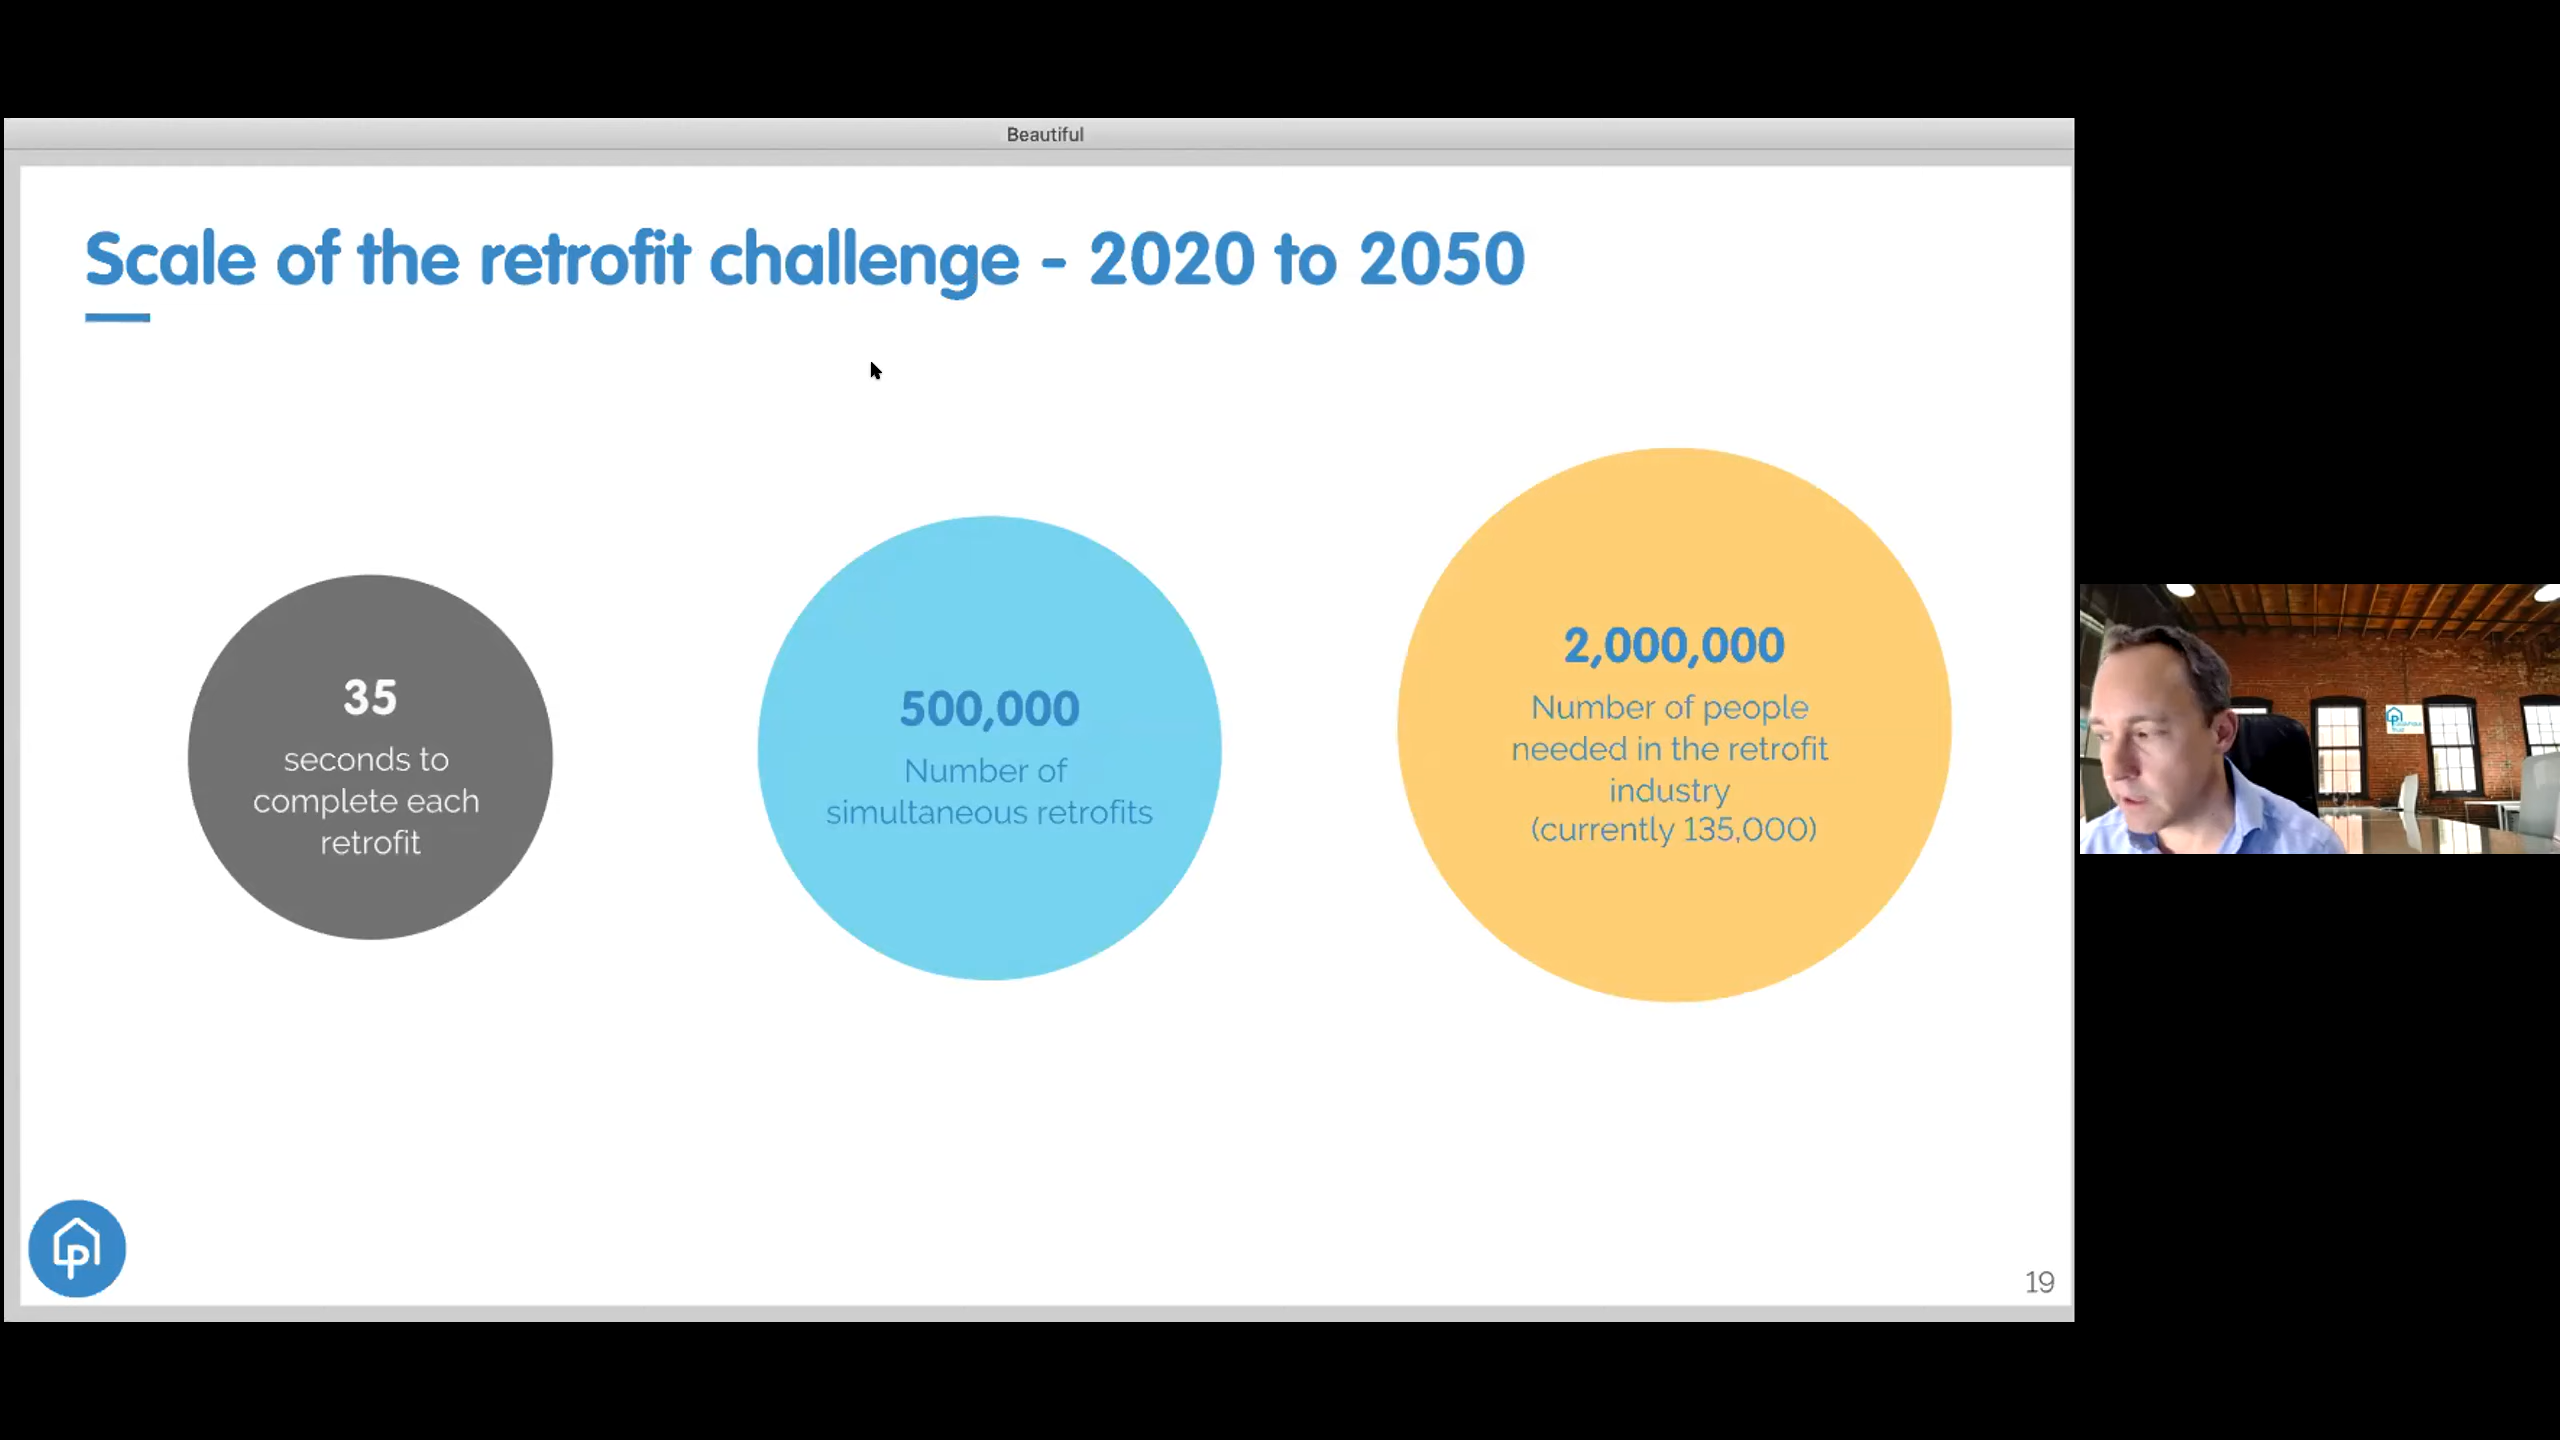 Beautiful
Scale of the retrofit challenge - 2020 to 2050
35
seconds to
complete each
retrofit
500,000
Number of
simultaneous retrofits
2,000,000
Number of people
needed in the retrofit
industry
(currently 135,000)
19